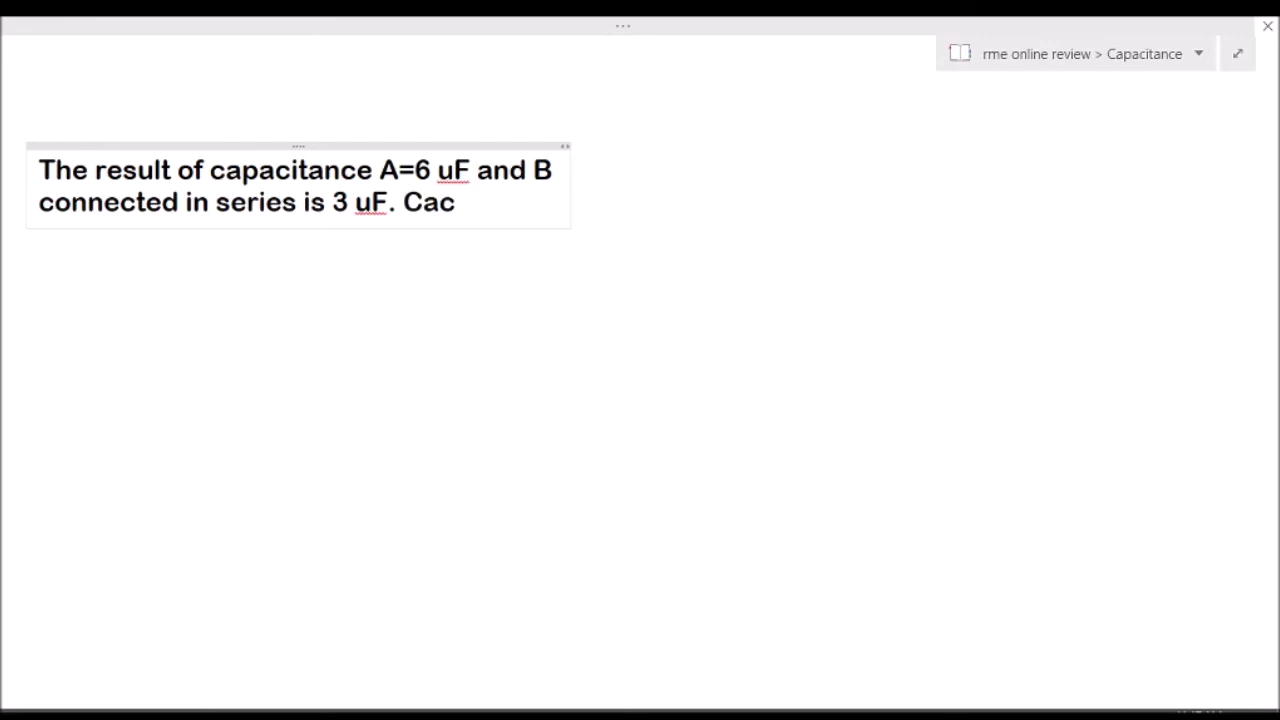 rme online review > Capacitance
The result of capacitance A=6 uF and B
connected in series is 3 uF. Cac